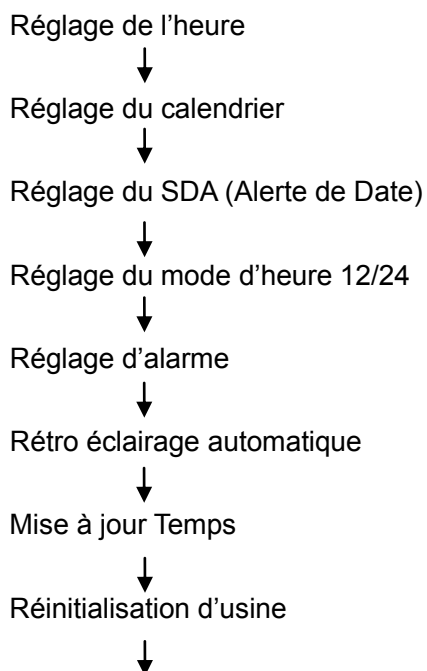 Réglage de l’heure
Réglage du calendrier
Réglage du SDA (Alerte de Date)
Réglage du mode d’heure 12/24
Réglage d’alarme
Rétro éclairage automatique
Mise à jour Temps
Réinitialisation d’usine